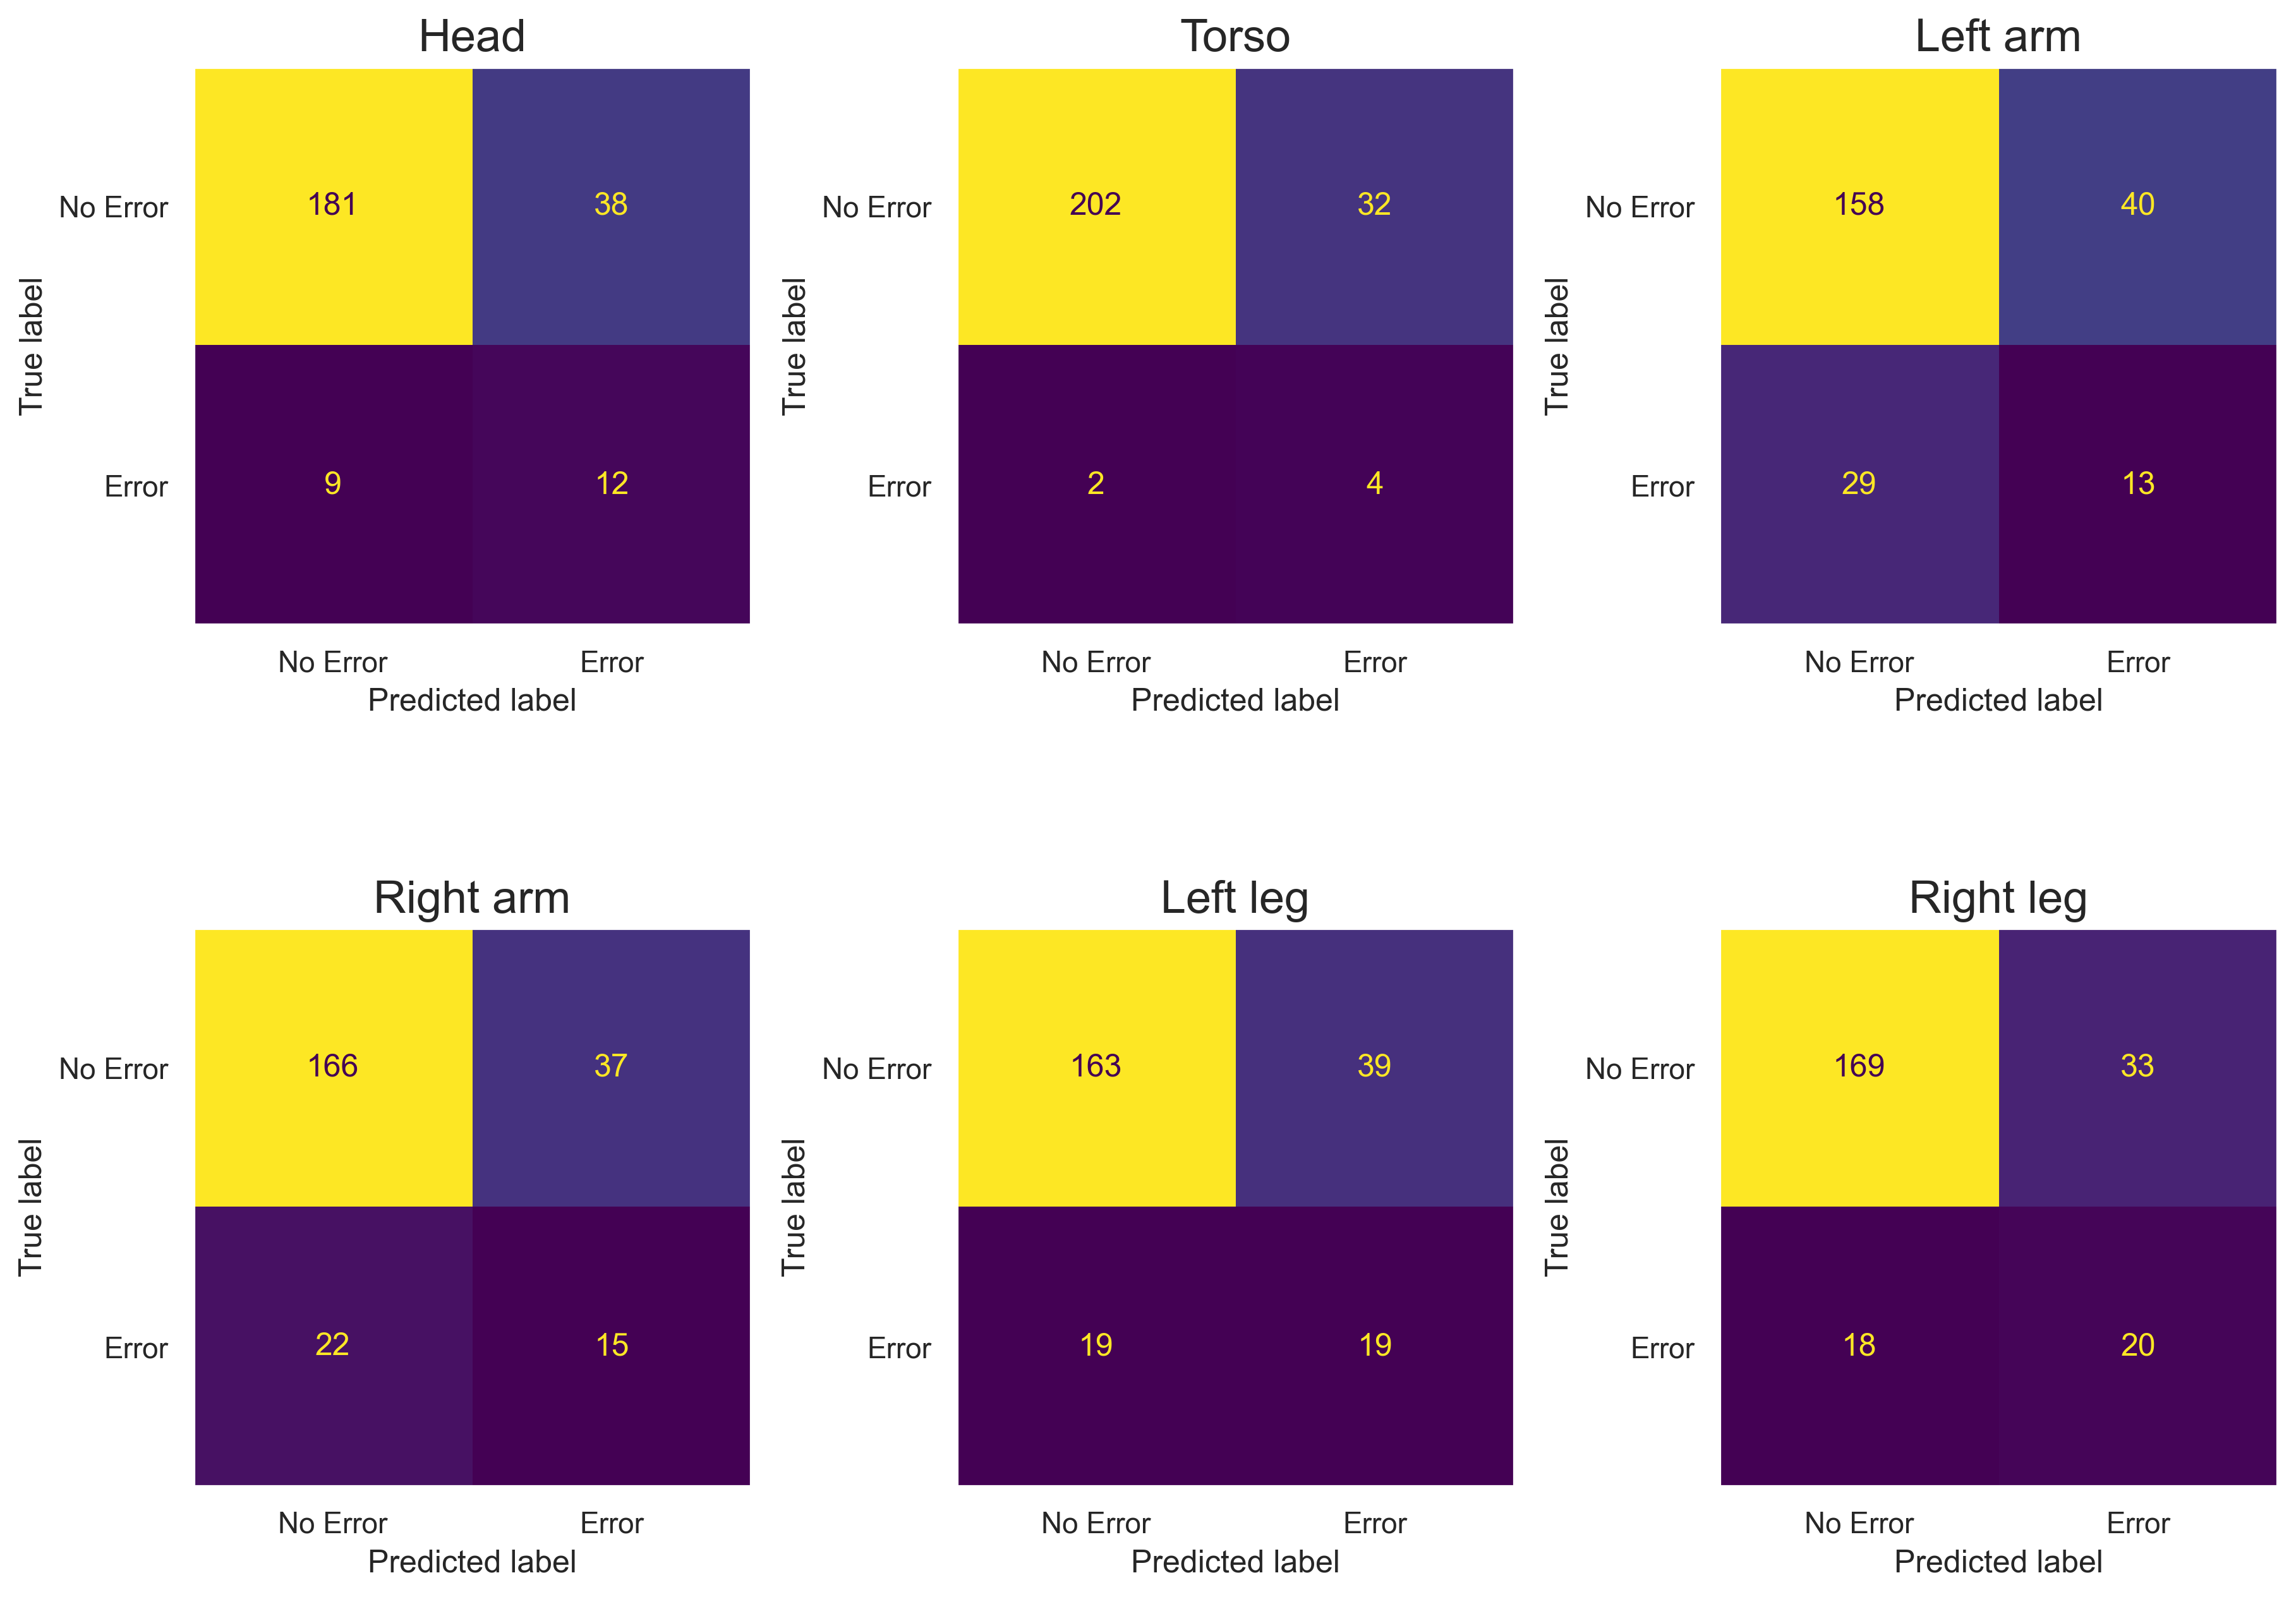 Head
Torso
Left arm
No Error
181
38
No Error
202
32
No Error
158
40
True label
True label
True label
Error
9
12
Error
2
4
Error
29
13
No Error
Error
No Error
Error
No Error
Error
Predicted label
Predicted label
Predicted label
Right arm
Left leg
Right leg
No Error
166
37
No Error
163
39
No Error
169
33
True label
True label
True label
Error
22
15
Error
19
19
Error
18
20
No Error
Error
No Error
Error
No Error
Error
Predicted label
Predicted label
Predicted label